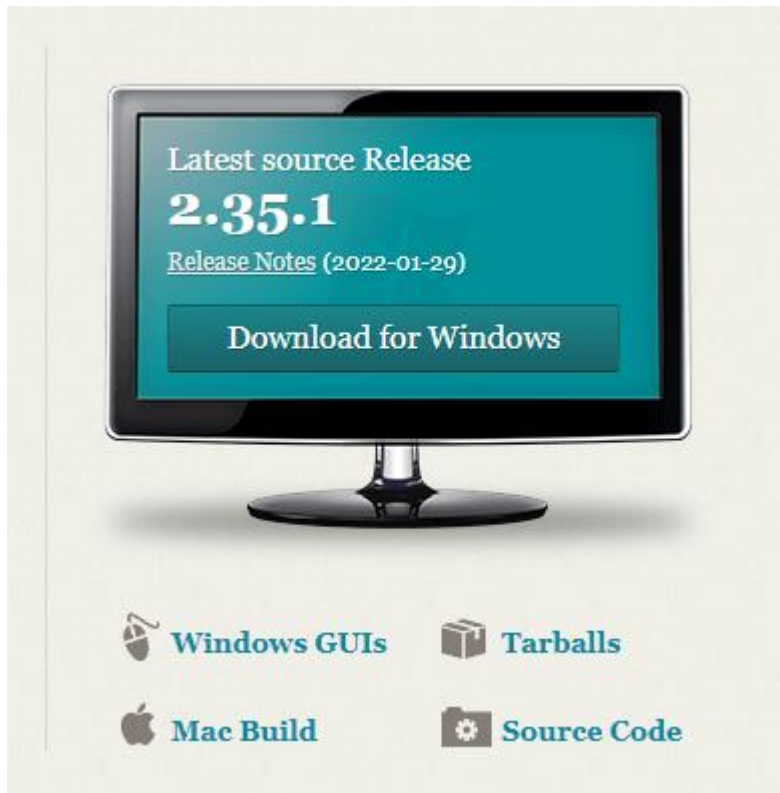 Latest source Release
2.35.1
Release Notes (2022-01-29)
Download for Windows
Windows GUIs
Tarballs
Mac Build
Source Code